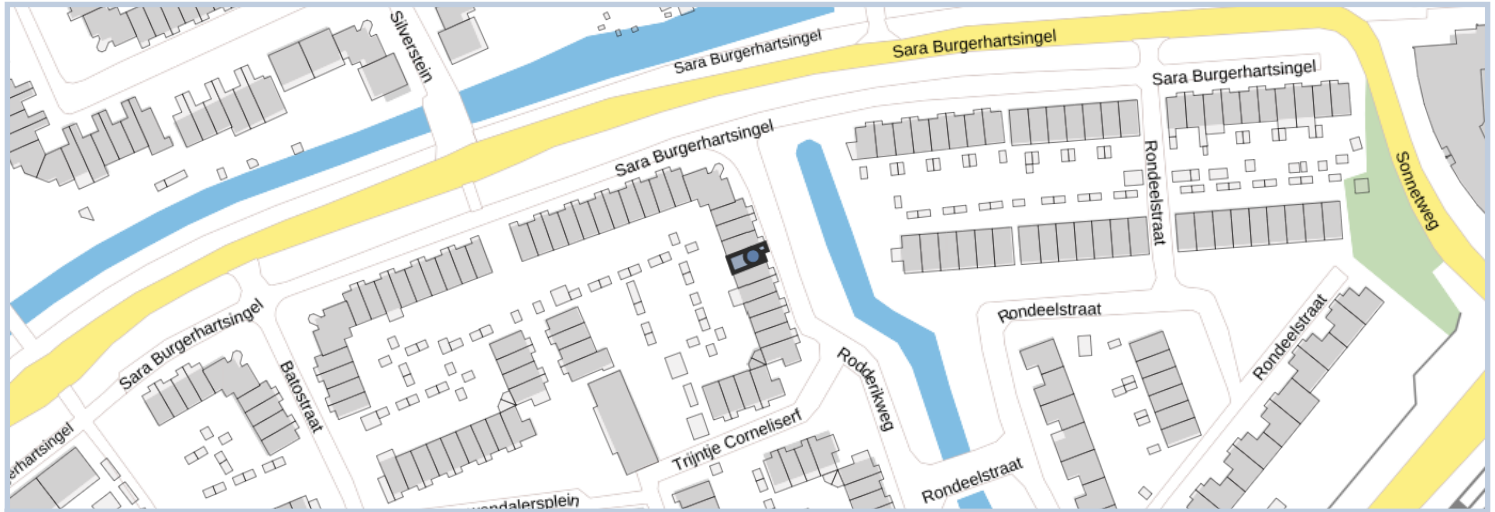 Silverstein
Sara Burgerhartsingel
Sara Burgerhartsingel
Sara Burgerhartsingel
Sara Burgerhartsingel
Rondeelstraat
Sonnetweg
Sara Burgerhartsingel
Batostraat
Rondeelstraat
Rondeelstraat
Rodderikweg
Trijntje Corneliserf
erhartsingel
Rondeelstraat